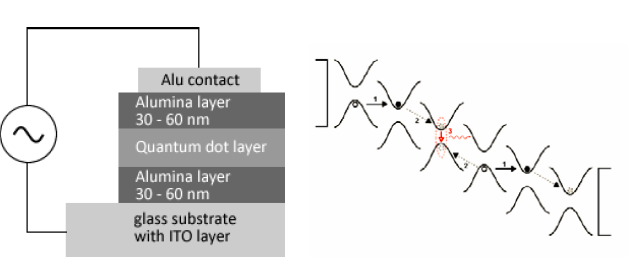 Alu contact
Alumina layer
30 - 60 nm
Quantum dot layer
Alumina layer
30 - 60 nm
glass substrate
with ITO layer
1
2
3
2
1